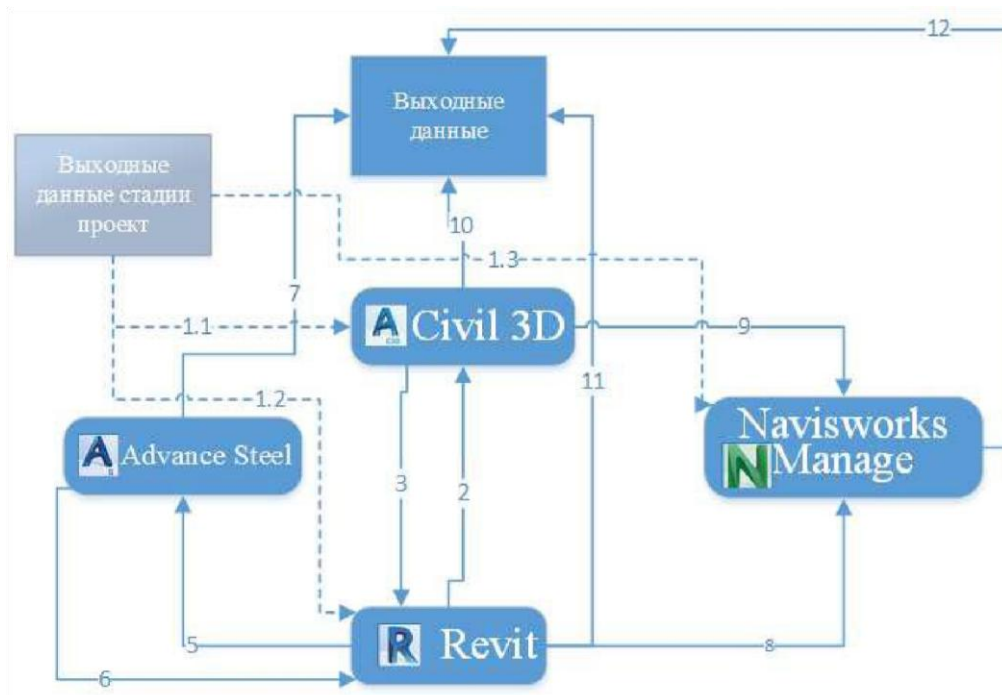 12
Выходные
данные
Выходные
данные стадии
проект
10
1.3
7
1.1
Civil 3D
9
11
1.2
Navisworks
Manage
Advance Steel
3
2
5
Revit
8
6